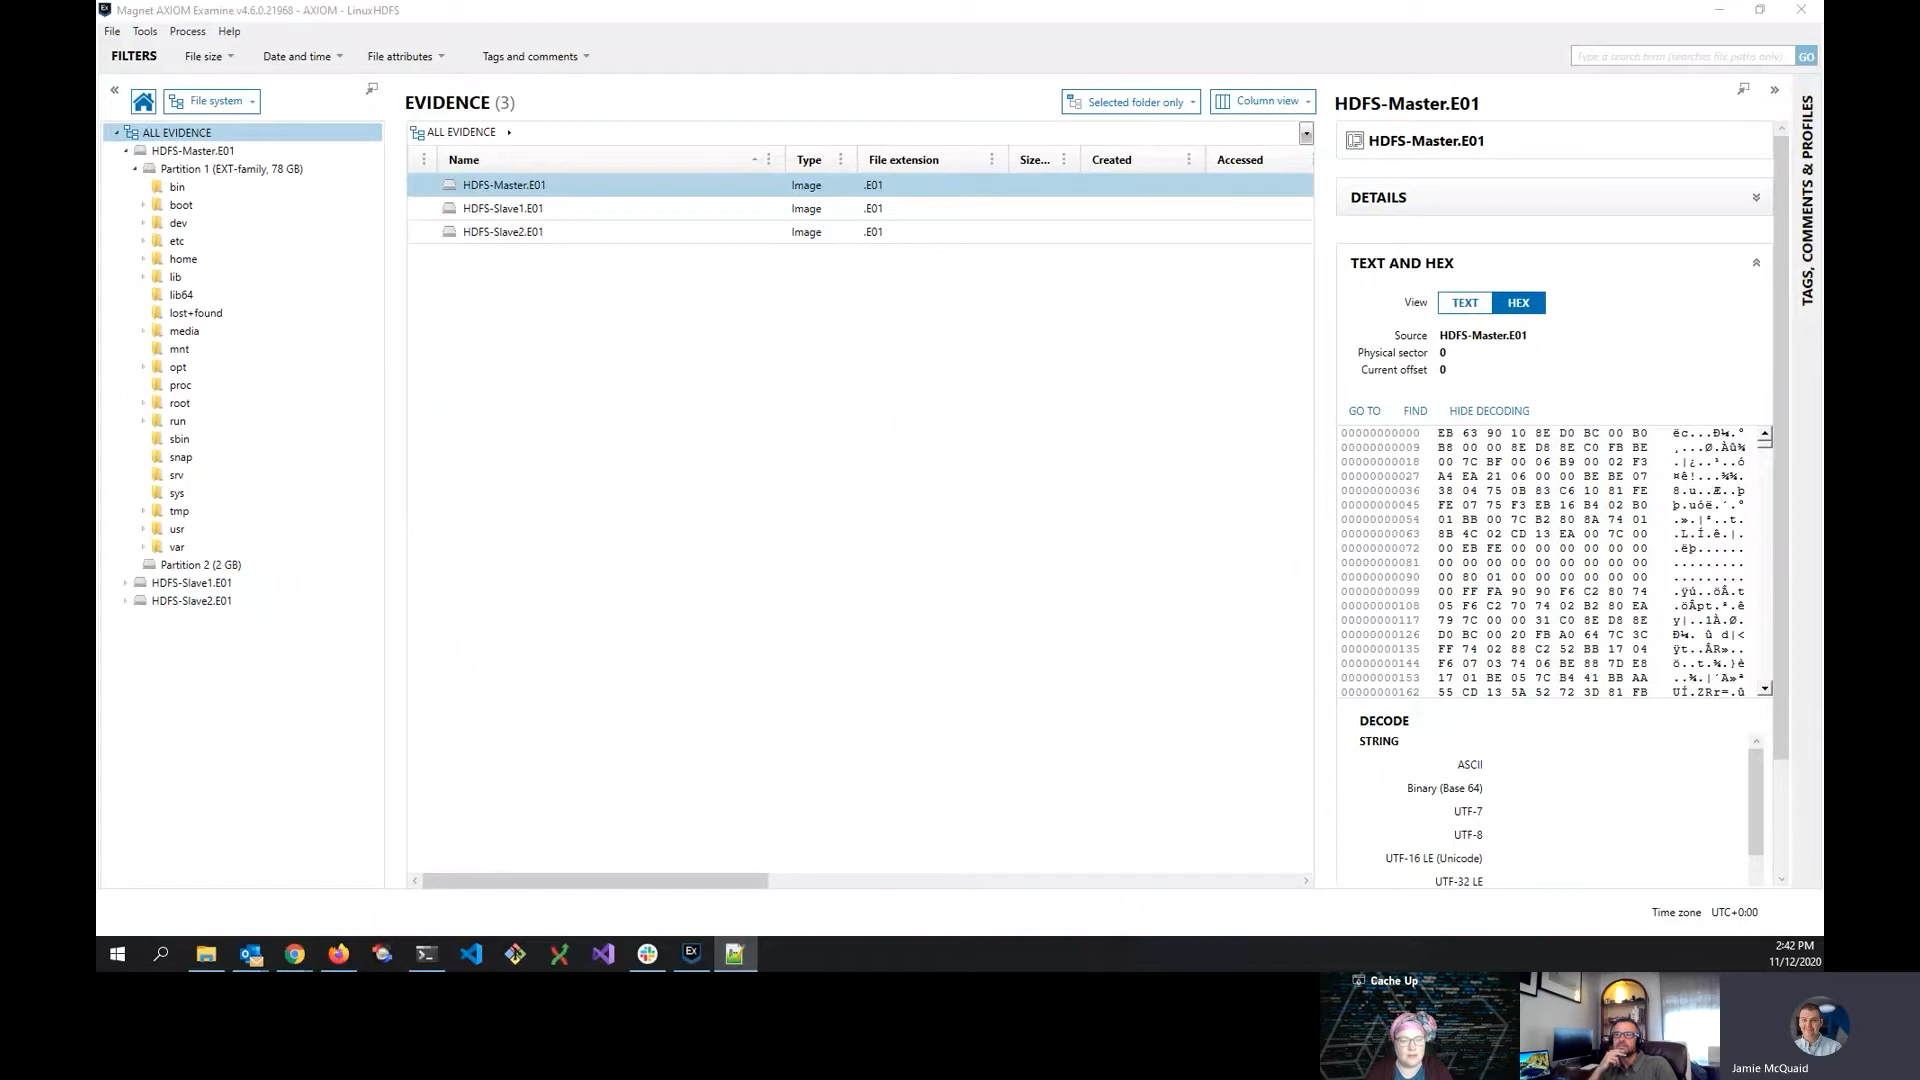 Magnet AXIOM Examine v4.6.0.21968 - AXIOM - LinuxHDFS
File Tools Process Help
FILTERS File size Date and time File attributes Tags and comments
Type a search term (searches file paths only) GO
File system
ALL EVIDENCE
HDFS-Master.E01
Partition 1 (EXT-family, 78 GB)
bin
boot
dev
etc
home
lib
lib64
lost+found
media
mnt
opt
proc
root
run
sbin
snap
srv
sys
tmp
usr
var
Partition 2 (2 GB)
HDFS-Slave1.E01
HDFS-Slave2.E01
EVIDENCE (3)
Selected folder only Column view
ALL EVIDENCE
Name Type File extension Size... Created Accessed
HDFS-Master.E01 Image .E01
HDFS-Slave1.E01 Image .E01
HDFS-Slave2.E01 Image .E01
HDFS-Master.E01
HDFS-Master.E01
DETAILS
TEXT AND HEX
View TEXT HEX
Source HDFS-Master.E01
Physical sector 0
Current offset 0
GO TO FIND HIDE DECODING
00000000000 EB 63 90 10 8E D0 BC 00 B0
00000000009 B8 00 00 8E D8 8E C0 FB BE
00000000018 00 7C BF 00 06 B9 00 02 F3
00000000027 A4 EA 21 06 00 00 BE BE 07
00000000036 38 04 75 0B 83 C6 10 81 FE
00000000045 FE 07 75 F3 EB 16 B4 02 B0
00000000054 01 BB 00 7C B2 80 8A 74 01
00000000063 8B 4C 02 CD 13 EA 00 7C 00
00000000072 00 EB FE 00 00 00 00 00 00
00000000081 00 00 00 00 00 00 00 00 00
00000000090 00 80 01 00 00 00 00 00 00
00000000099 00 FF FA 90 90 F6 C2 80 74
00000000108 05 F6 C2 70 74 02 B2 80 EA
00000000117 79 7C 00 00 31 C0 8E D8 8E
00000000126 D0 BC 00 20 FB A0 64 7C 3C
00000000135 FF 74 02 88 C2 52 BB 17 04
00000000144 F6 07 03 74 06 BE 88 7D E8
00000000153 17 01 BE 05 7C B4 41 BB AA
00000000162 55 CD 13 5A 52 72 3D 81 FB
DECODE
STRING
ASCII
Binary (Base 64)
UTF-7
UTF-8
UTF-16 LE (Unicode)
UTF-32 LE
TAGS, COMMENTS & PROFILES
Time zone UTC+0:00
2:42 PM
11/12/2020
Cache Up
Jamie McQuaid